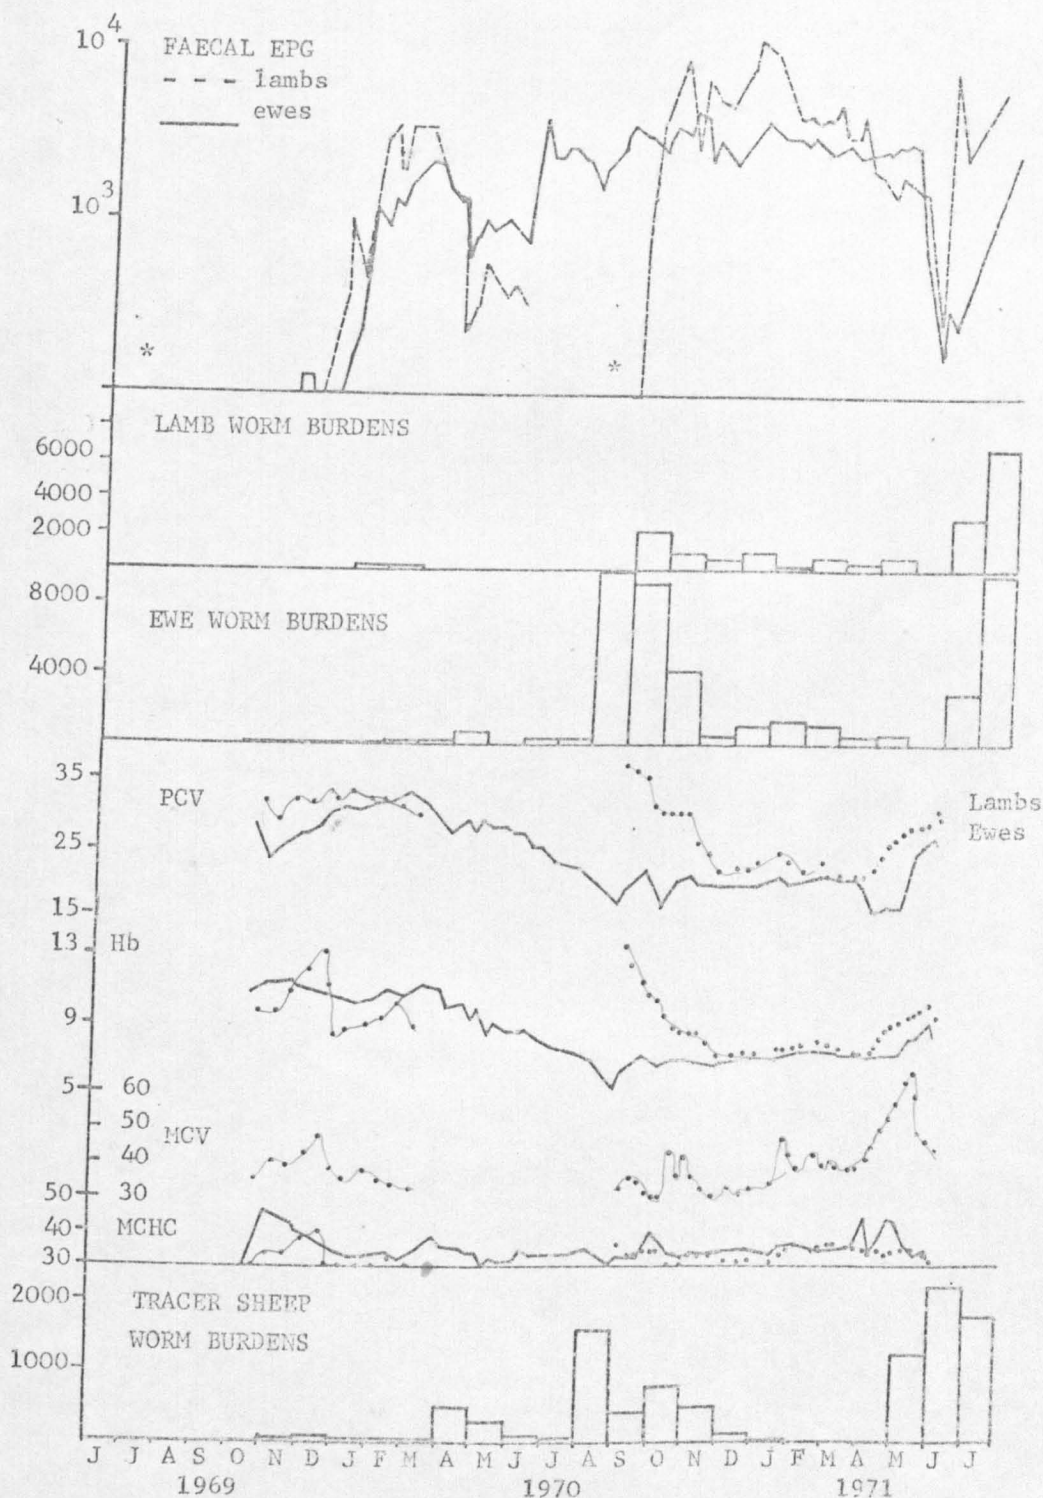 10^4
FAECAL EPG
lambs
ewes
10^3
*
*
LAMB WORM BURDENS
6000
4000
2000
8000
EWE WORM BURDENS
4000
35
PCV
Lambs
25
Ewes
15
13 Hb
9
5 60
50
MCV
40
50 30
40 MCHC
30
2000
TRACER SHEEP
WORM BURDENS
1000
J J A S O N D J F M A M J J A S O N D J F M A M J J
1969 1970 1971